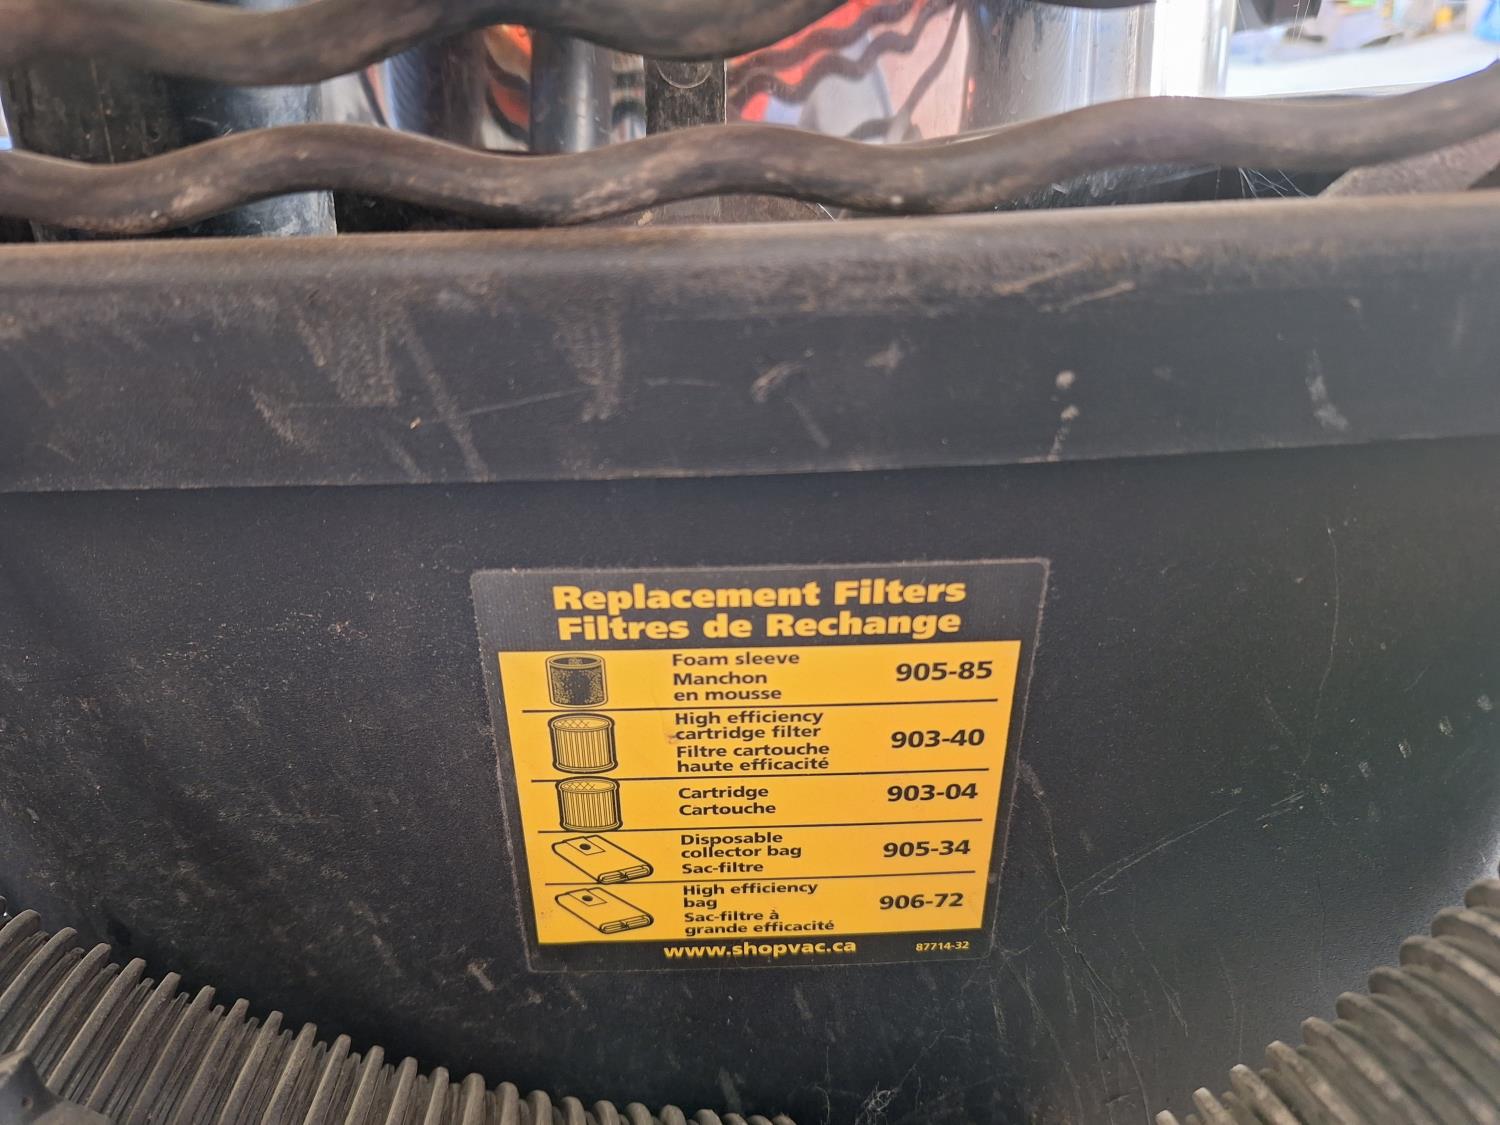 Replacement Filters
Filtres de Rechange
Foam sleeve
Manchon
en mousse
905-85
High efficiency
cartridge filter
Filtre cartouche
haute efficacité
903-40
Cartridge
Cartouche
903-04
Disposable
collector bag
Sac-filtre
905-34
High efficiency
bag
Sac-filtre à
grande efficacité
906-72
www.shopvac.ca
87714-32